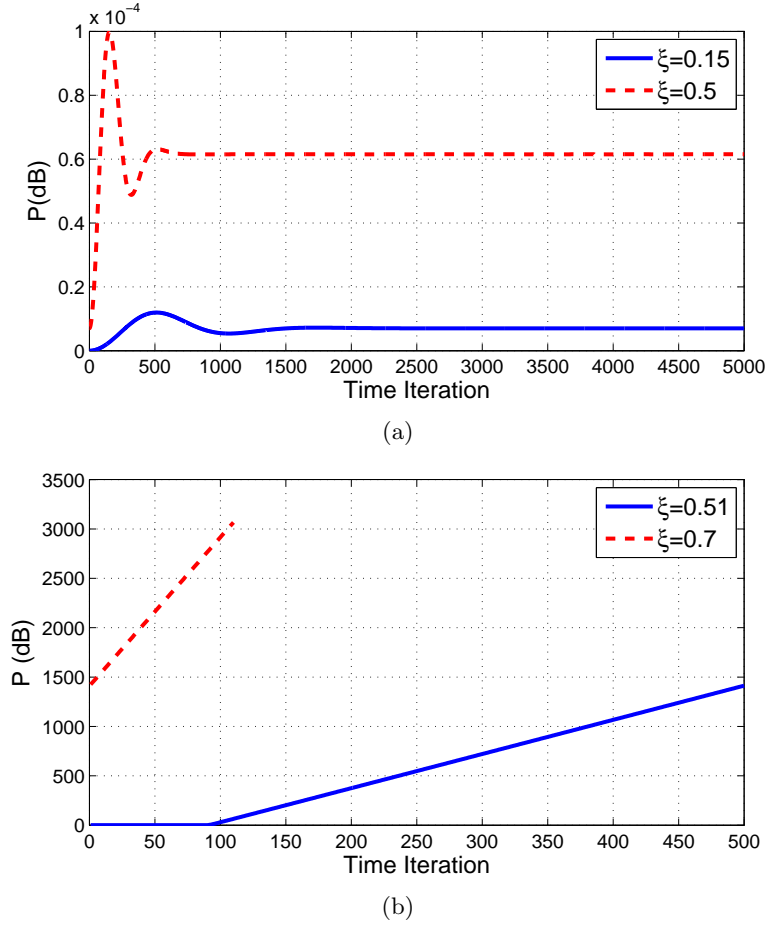 x 10⁻⁴
1
0.8
0.6
0.4
0.2
0
P(dB)
ξ=0.15
ξ=0.5
0 500 1000 1500 2000 2500 3000 3500 4000 4500 5000
Time Iteration
(a)
3500
3000
2500
2000
1500
1000
500
0
P (dB)
ξ=0.51
ξ=0.7
0 50 100 150 200 250 300 350 400 450 500
Time Iteration
(b)